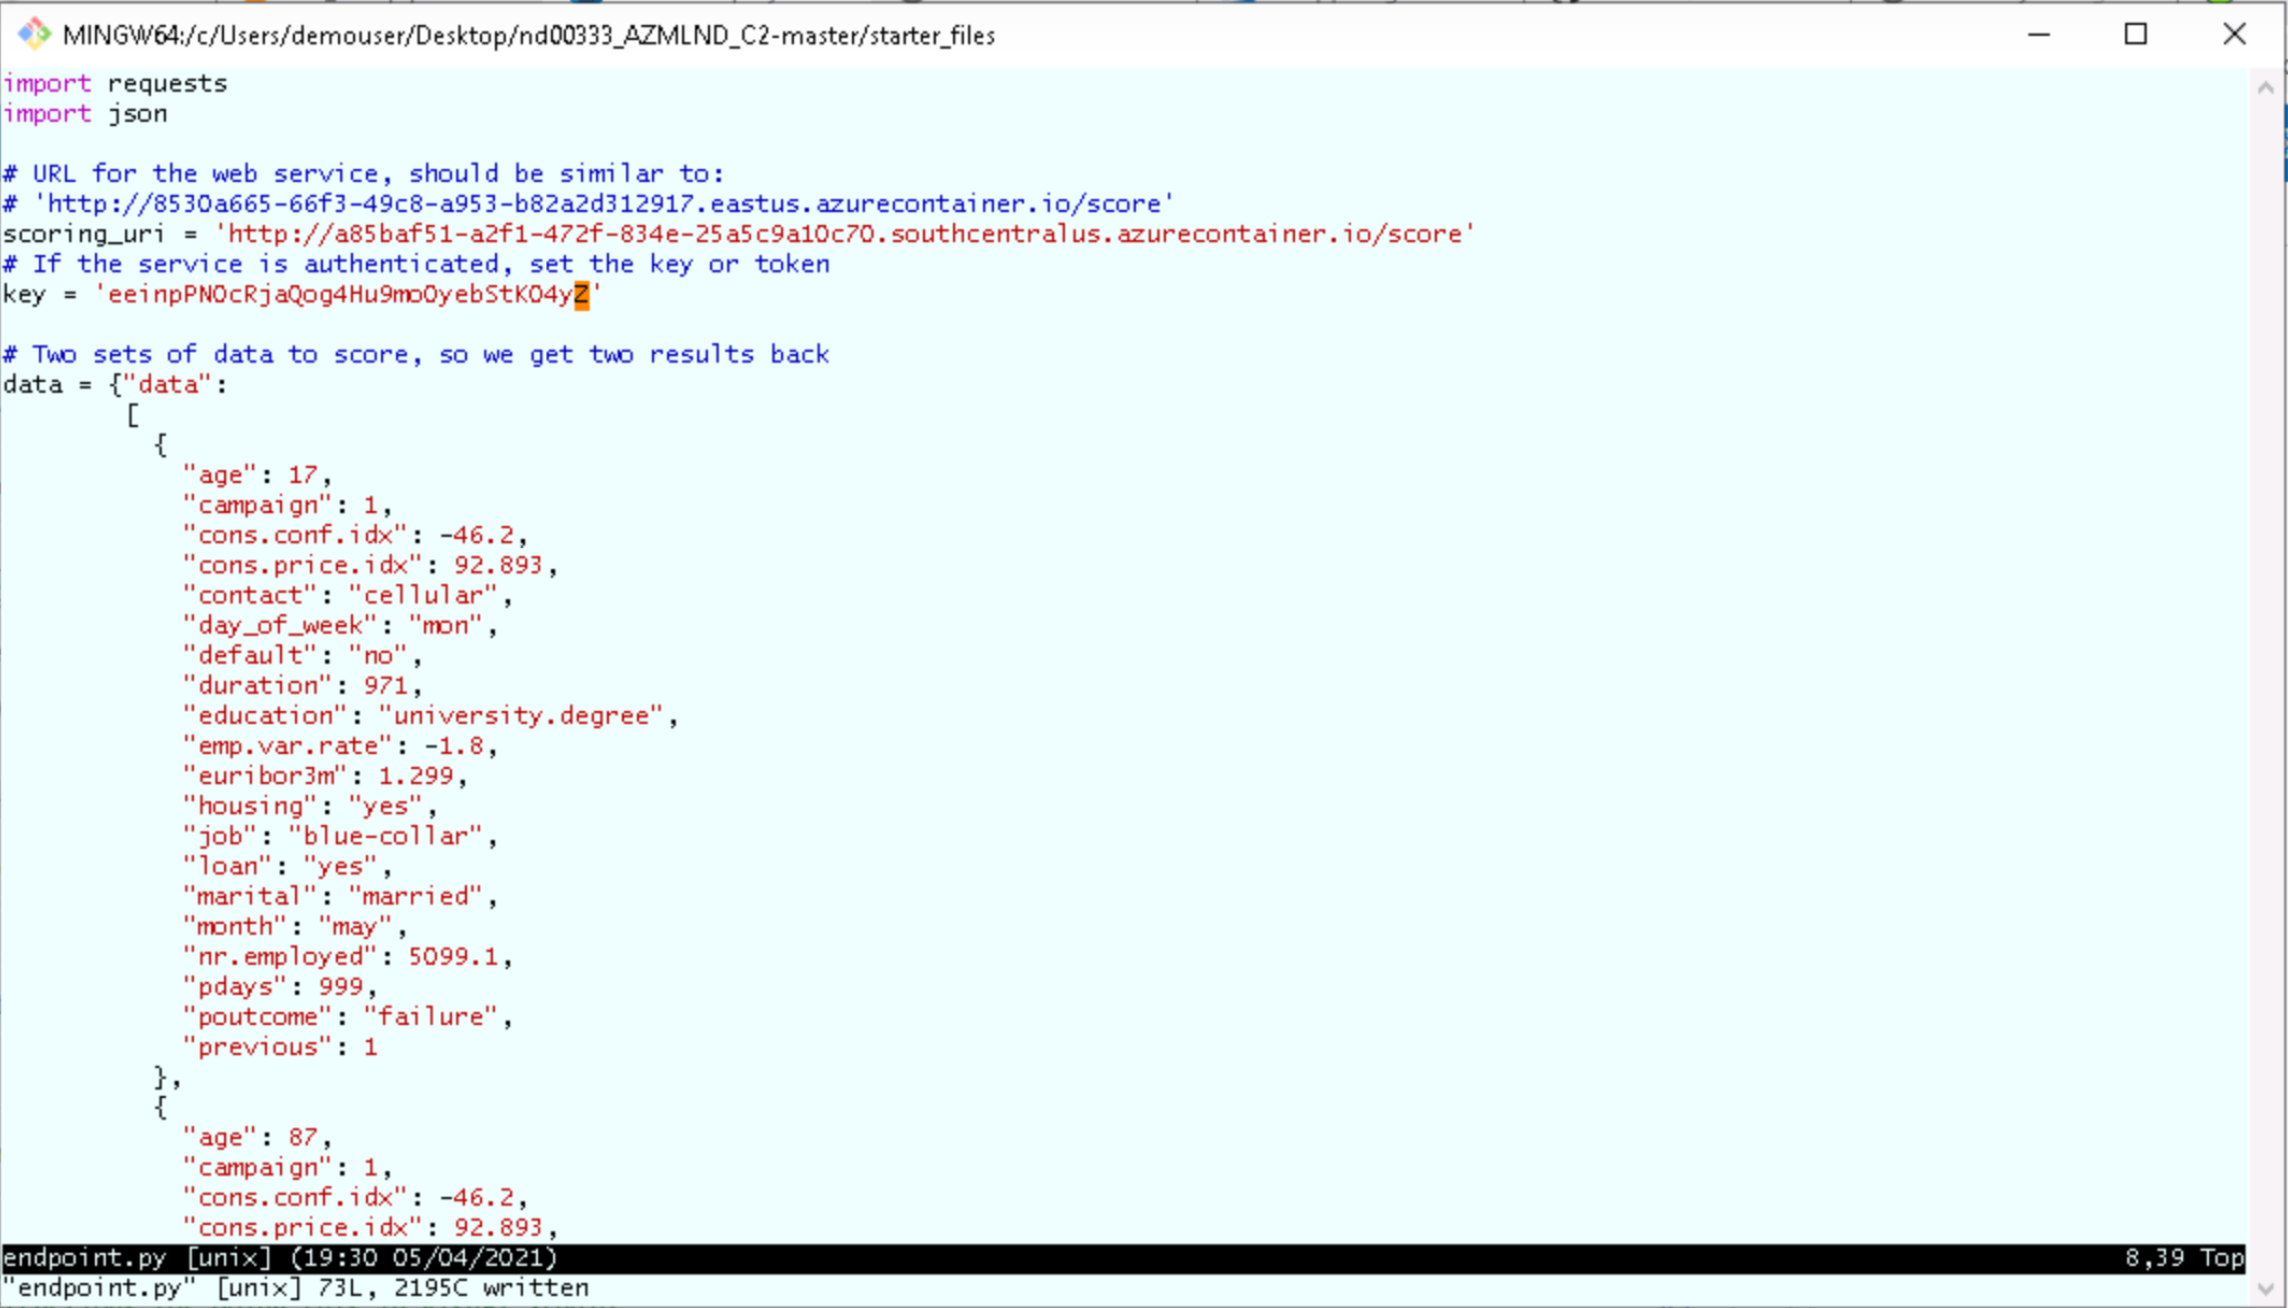 MINGW64:/c/Users/demouser/Desktop/nd00333_AZMLND_C2-master/starter_files
import requests
import json
# URL for the web service, should be similar to:
# 'http://8530a665-66f3-49c8-a953-b82a2d312917.eastus.azurecontainer.io/score'
scoring_uri = 'http://a85baf51-a2f1-472f-834e-25a5c9a10c70.southcentralus.azurecontainer.io/score'
# If the service is authenticated, set the key or token
key = 'eeinpPNOcRjaQog4Hu9moOyebStKO4yZ'
# Two sets of data to score, so we get two results back
data = {"data":
[
{
"age": 17,
"campaign": 1,
"cons.conf.idx": -46.2,
"cons.price.idx": 92.893,
"contact": "cellular",
"day_of_week": "mon",
"default": "no",
"duration": 971,
"education": "university.degree",
"emp.var.rate": -1.8,
"euribor3m": 1.299,
"housing": "yes",
"job": "blue-collar",
"loan": "yes",
"marital": "married",
"month": "may",
"nr.employed": 5099.1,
"pdays": 999,
"poutcome": "failure",
"previous": 1
},
{
"age": 87,
"campaign": 1,
"cons.conf.idx": -46.2,
"cons.price.idx": 92.893,
endpoint.py [unix] (19:30 05/04/2021) 8,39 Top
"endpoint.py" [unix] 73L, 2195C written